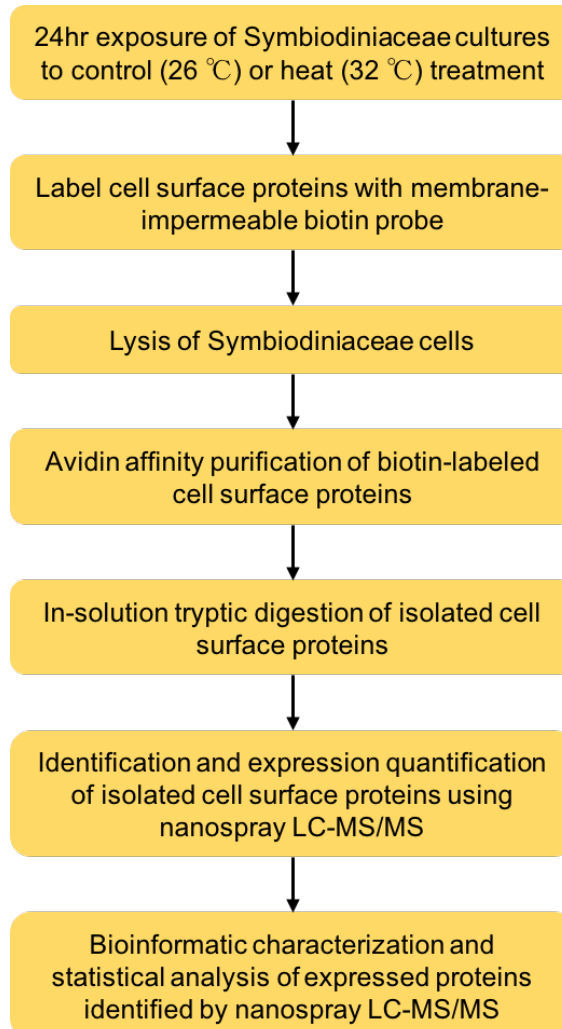 24hr exposure of Symbiodiniaceae cultures
to control (26 ℃) or heat (32 ℃) treatment
Label cell surface proteins with membrane-
impermeable biotin probe
Lysis of Symbiodiniaceae cells
Avidin affinity purification of biotin-labeled
cell surface proteins
In-solution tryptic digestion of isolated cell
surface proteins
Identification and expression quantification
of isolated cell surface proteins using
nanospray LC-MS/MS
Bioinformatic characterization and
statistical analysis of expressed proteins
identified by nanospray LC-MS/MS